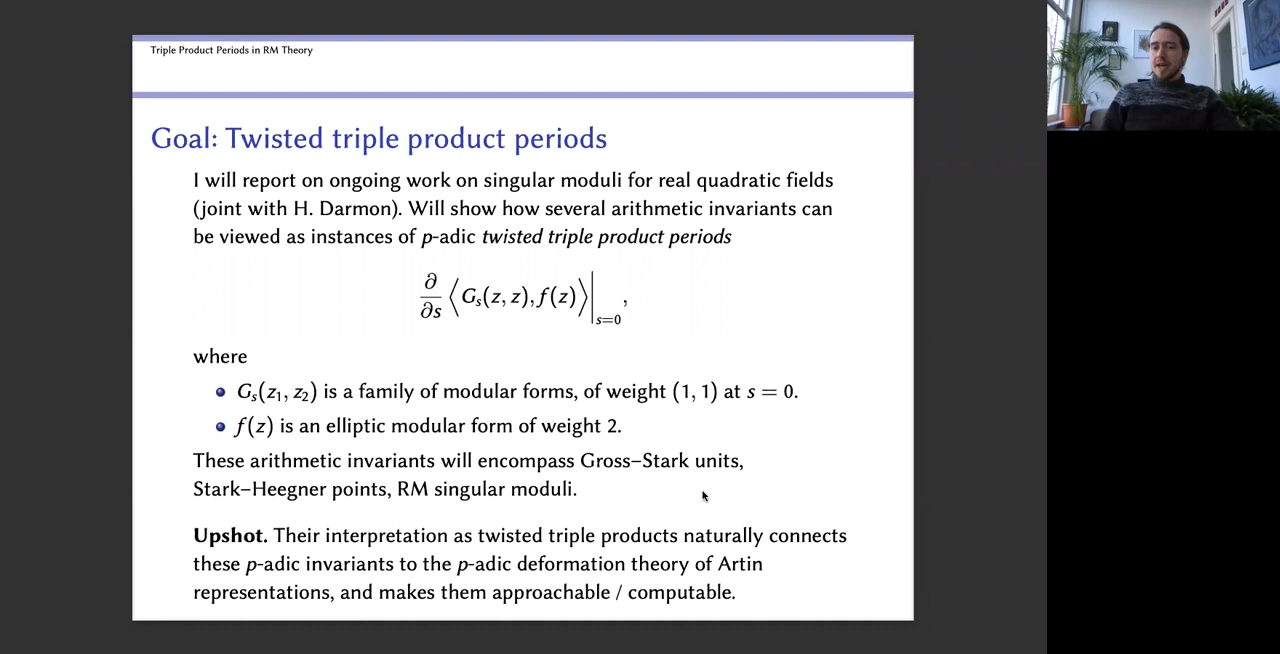 Triple Product Periods in RM Theory
Goal: Twisted triple product periods
I will report on ongoing work on singular moduli for real quadratic fields
(joint with H. Darmon). Will show how several arithmetic invariants can
be viewed as instances of p-adic twisted triple product periods
∂/∂s ⟨G_s(z, z), f(z)⟩|_{s=0},
where
G_s(z_1, z_2) is a family of modular forms, of weight (1, 1) at s = 0.
f(z) is an elliptic modular form of weight 2.
These arithmetic invariants will encompass Gross–Stark units,
Stark–Heegner points, RM singular moduli.
Upshot. Their interpretation as twisted triple products naturally connects
these p-adic invariants to the p-adic deformation theory of Artin
representations, and makes them approachable / computable.